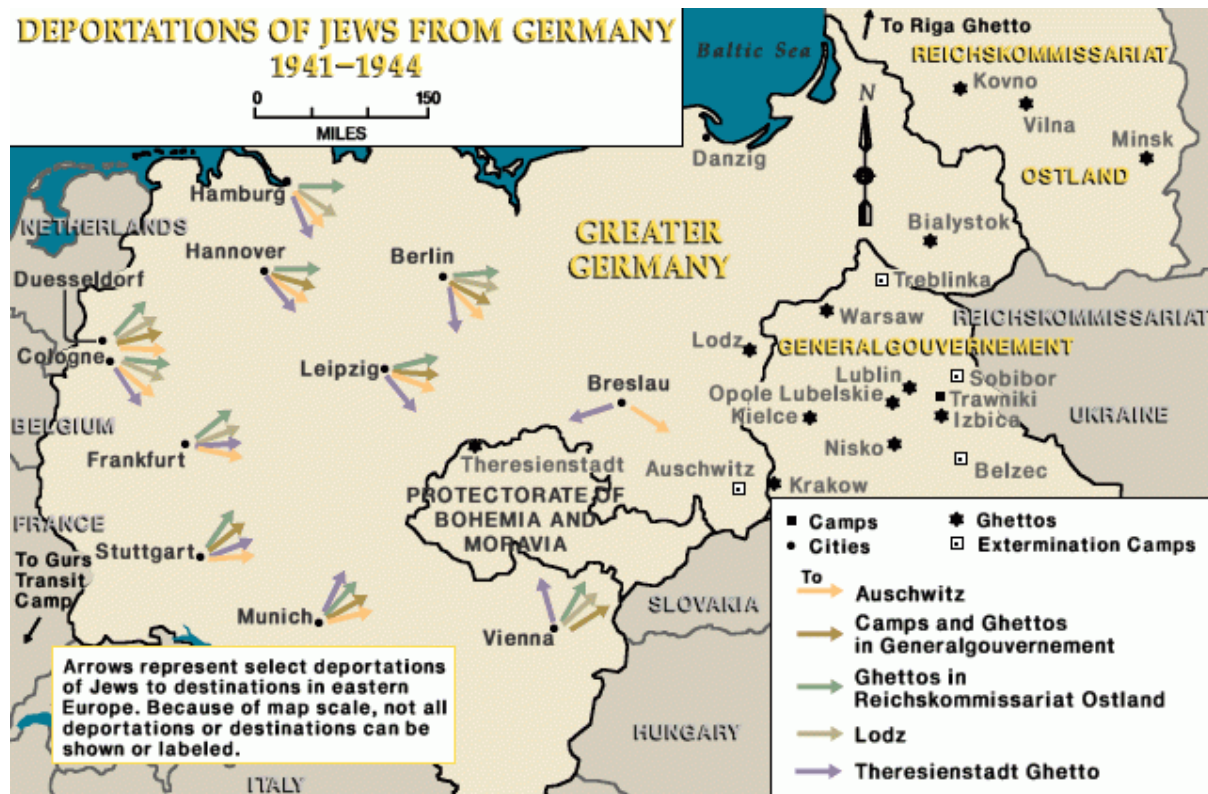 DEPORTATIONS OF JEWS FROM GERMANY
1941–1944
0 150
MILES
Baltic Sea
To Riga Ghetto
REICHSKOMMISSARIAT
Kovno
Vilna
Minsk
OSTLAND
N
Danzig
Hamburg
NETHERLANDS
Hannover
Berlin
GREATER
GERMANY
Bialystok
Duesseldorf
Treblinka
Warsaw
REICHSKOMMISSARIAT
UKRAINE
Cologne
Lodz
GENERALGOUVERNEMENT
Leipzig
Breslau
Lublin
Sobibor
Opole Lubelskie
Trawniki
Kielce
Izbica
BELGIUM
Frankfurt
Theresienstadt
Auschwitz
Nisko
Belzec
Krakow
PROTECTORATE OF
BOHEMIA AND
MORAVIA
FRANCE
To Gurs
Transit
Camp
Stuttgart
Munich
Vienna
SLOVAKIA
HUNGARY
ITALY
Arrows represent select deportations
of Jews to destinations in eastern
Europe. Because of map scale, not all
deportations or destinations can be
shown or labeled.
Camps
Ghettos
Cities
Extermination Camps
To
Auschwitz
Camps and Ghettos
in Generalgouvernement
Ghettos in
Reichskommissariat Ostland
Lodz
Theresienstadt Ghetto